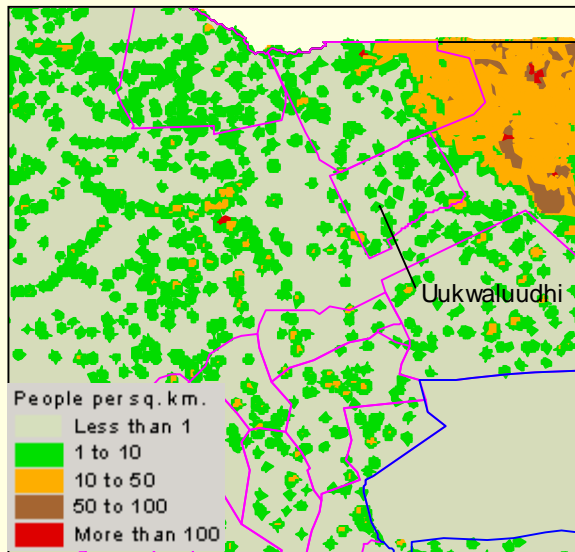 Uukwaluudhi
People per sq. km.
Less than 1
1 to 10
10 to 50
50 to 100
More than 100